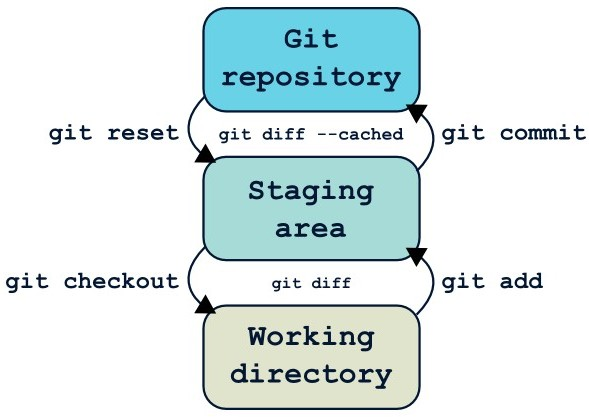 Git
repository
git reset
git diff --cached
git commit
Staging
area
git checkout
git diff
git add
Working
directory